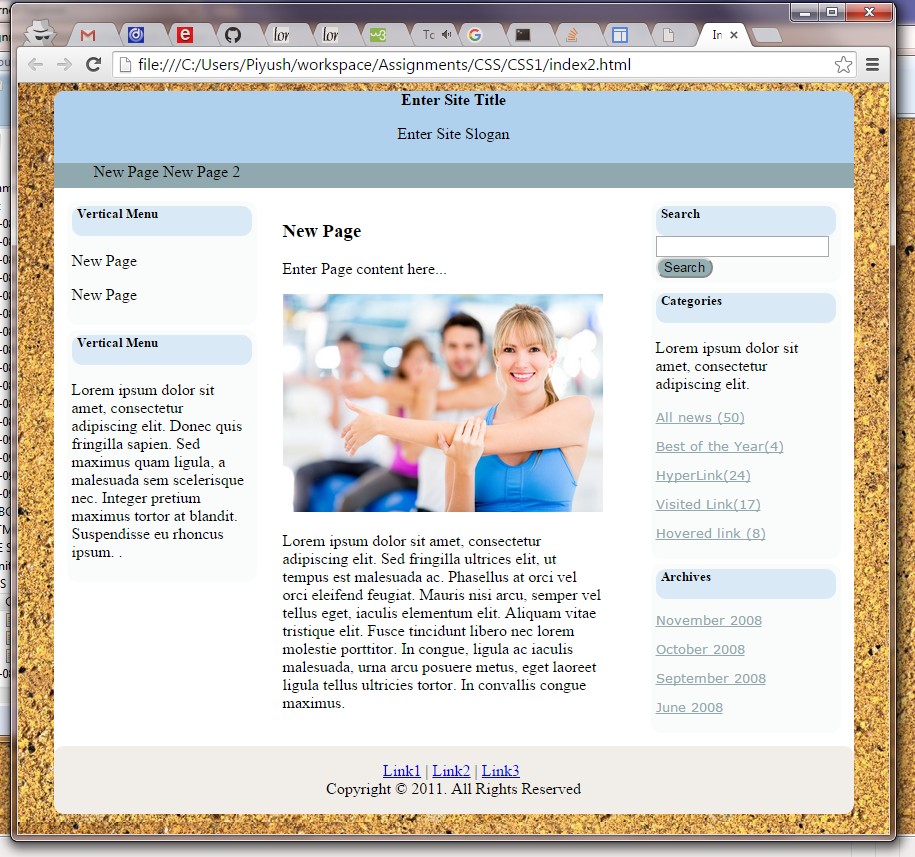 lor
lor
Tc
In
file:///C:/Users/Piyush/workspace/Assignments/CSS/CSS1/index2.html
Enter Site Title
Enter Site Slogan
New Page New Page 2
Vertical Menu
New Page
New Page
Vertical Menu
Lorem ipsum dolor sit
amet, consectetur
adipiscing elit. Donec quis
fringilla sapien. Sed
maximus quam ligula, a
malesuada sem scelerisque
nec. Integer pretium
maximus tortor at blandit.
Suspendisse eu rhoncus
ipsum. .
New Page
Enter Page content here...
Lorem ipsum dolor sit amet, consectetur
adipiscing elit. Sed fringilla ultrices elit, ut
tempus est malesuada ac. Phasellus at orci vel
orci eleifend feugiat. Mauris nisi arcu, semper vel
tellus eget, iaculis elementum elit. Aliquam vitae
tristique elit. Fusce tincidunt libero nec lorem
molestie porttitor. In congue, ligula ac iaculis
malesuada, urna arcu posuere metus, eget laoreet
ligula tellus ultricies tortor. In convallis congue
maximus.
Search
Search
Categories
Lorem ipsum dolor sit
amet, consectetur
adipiscing elit.
All news (50)
Best of the Year(4)
HyperLink(24)
Visited Link(17)
Hovered link (8)
Archives
November 2008
October 2008
September 2008
June 2008
Link1 | Link2 | Link3
Copyright © 2011. All Rights Reserved